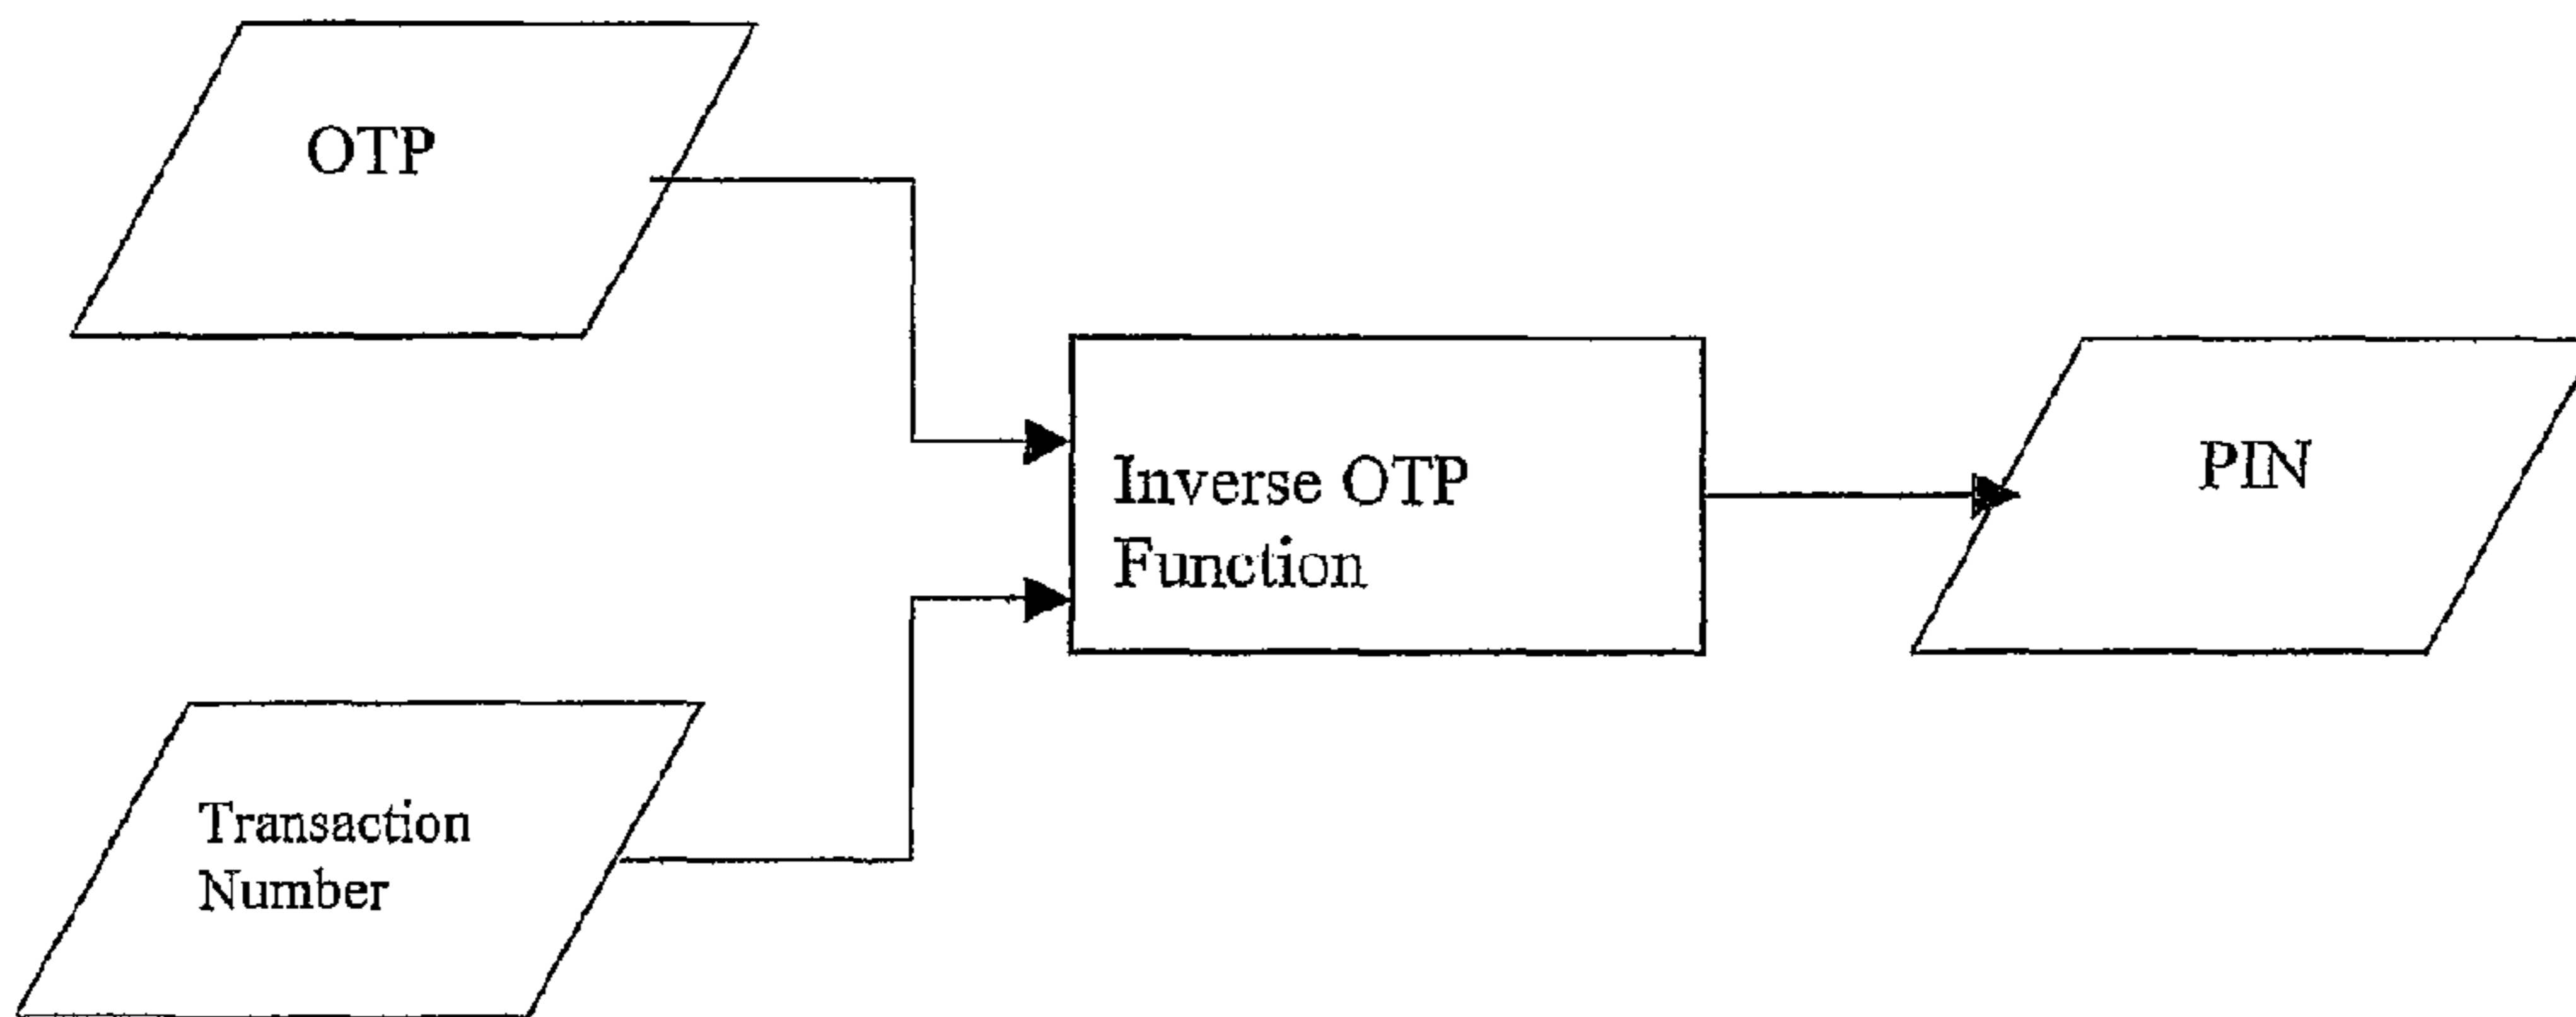 OTP
Inverse OTP
Function
PIN
Transaction
Number